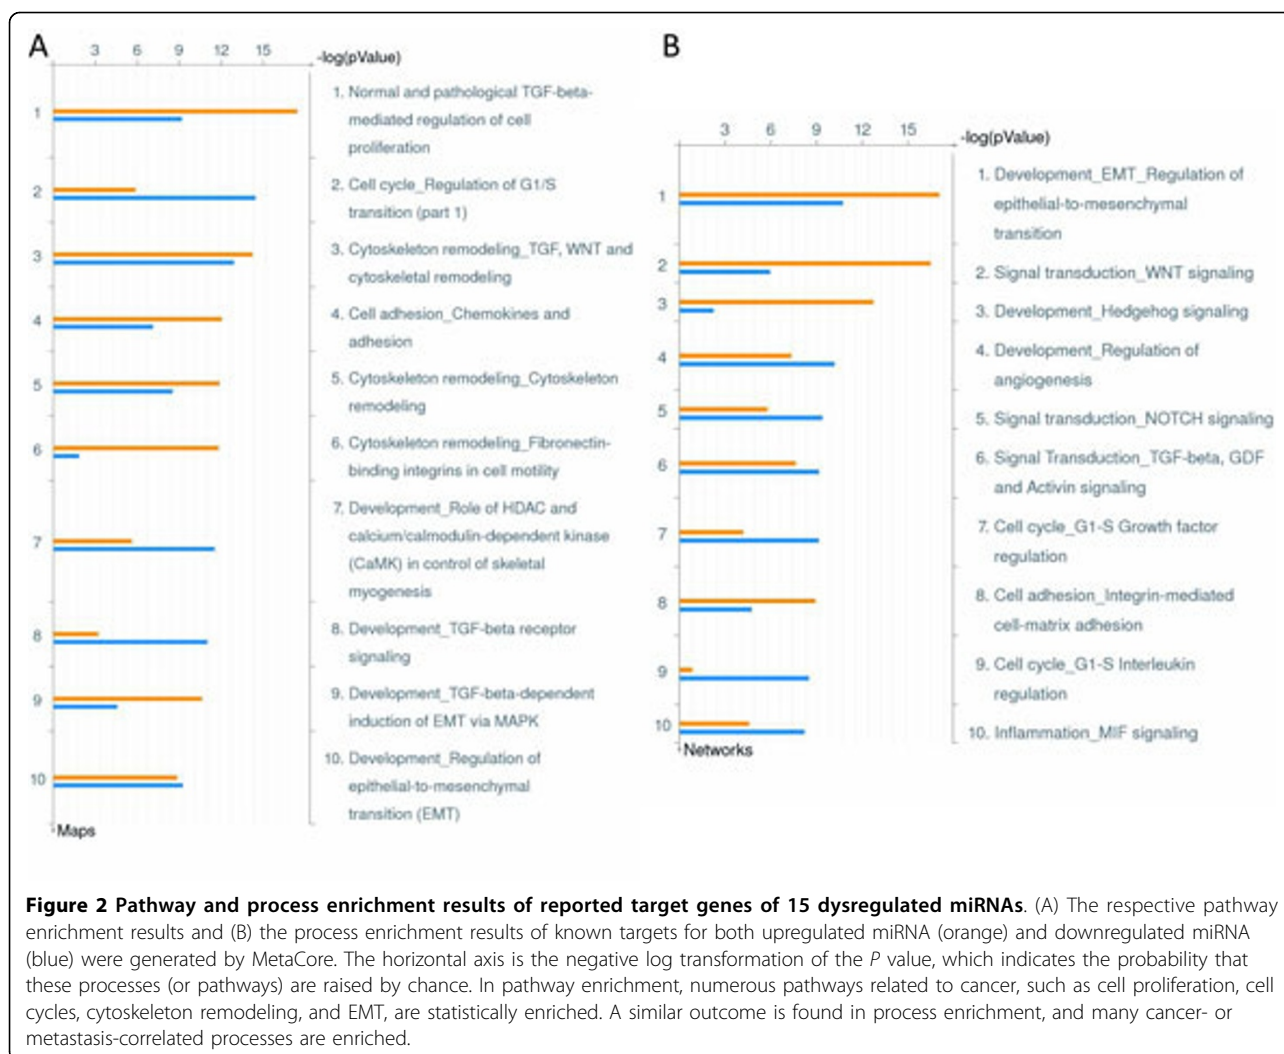 A
3 6 9 12 15
-log(pValue)
1
2
3
4
5
6
7
8
9
10
Maps
1. Normal and pathological TGF-beta-
mediated regulation of cell
proliferation
2. Cell cycle_Regulation of G1/S
transition (part 1)
3. Cytoskeleton remodeling_TGF, WNT and
cytoskeletal remodeling
4. Cell adhesion_Chemokines and
adhesion
5. Cytoskeleton remodeling_Cytoskeleton
remodeling
6. Cytoskeleton remodeling_Fibronectin-
binding integrins in cell motility
7. Development_Role of HDAC and
calcium/calmodulin-dependent kinase
(CaMK) in control of skeletal
myogenesis
8. Development_TGF-beta receptor
signaling
9. Development_TGF-beta-dependent
induction of EMT via MAPK
10. Development_Regulation of
epithelial-to-mesenchymal
transition (EMT)
B
3 6 9 12 15
-log(pValue)
1
2
3
4
5
6
7
8
9
10
Networks
1. Development_EMT_Regulation of
epithelial-to-mesenchymal
transition
2. Signal transduction_WNT signaling
3. Development_Hedgehog signaling
4. Development_Regulation of
angiogenesis
5. Signal transduction_NOTCH signaling
6. Signal Transduction_TGF-beta, GDF
and Activin signaling
7. Cell cycle_G1-S Growth factor
regulation
8. Cell adhesion_Integrin-mediated
cell-matrix adhesion
9. Cell cycle_G1-S Interleukin
regulation
10. Inflammation_MIF signaling
Figure 2 Pathway and process enrichment results of reported target genes of 15 dysregulated miRNAs. (A) The respective pathway
enrichment results and (B) the process enrichment results of known targets for both upregulated miRNA (orange) and downregulated miRNA
(blue) were generated by MetaCore. The horizontal axis is the negative log transformation of the P value, which indicates the probability that
these processes (or pathways) are raised by chance. In pathway enrichment, numerous pathways related to cancer, such as cell proliferation, cell
cycles, cytoskeleton remodeling, and EMT, are statistically enriched. A similar outcome is found in process enrichment, and many cancer- or
metastasis-correlated processes are enriched.